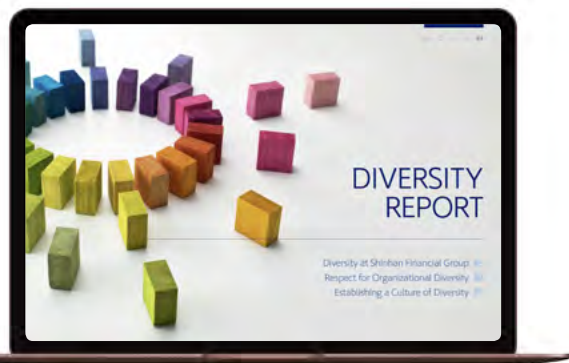 DIVERSITY
REPORT
Diversity at Shinhan Financial Group
Respect for Organizational Diversity
Establishing a Culture of Diversity